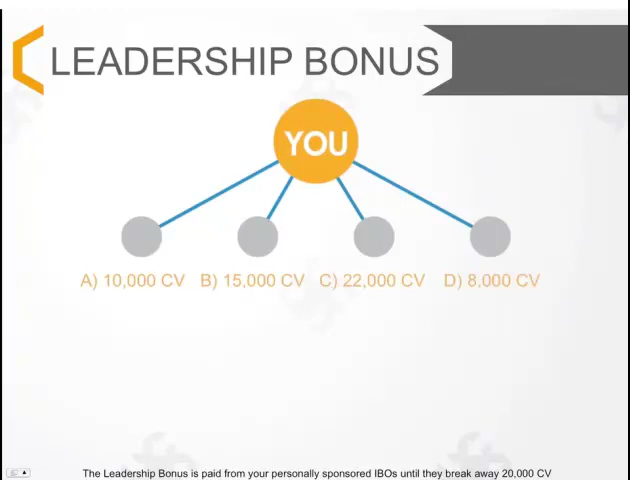 LEADERSHIP BONUS
YOU
A) 10,000 CV B) 15,000 CV C) 22,000 CV D) 8,000 CV
The Leadership Bonus is paid from your personally sponsored IBOs until they break away 20,000 CV